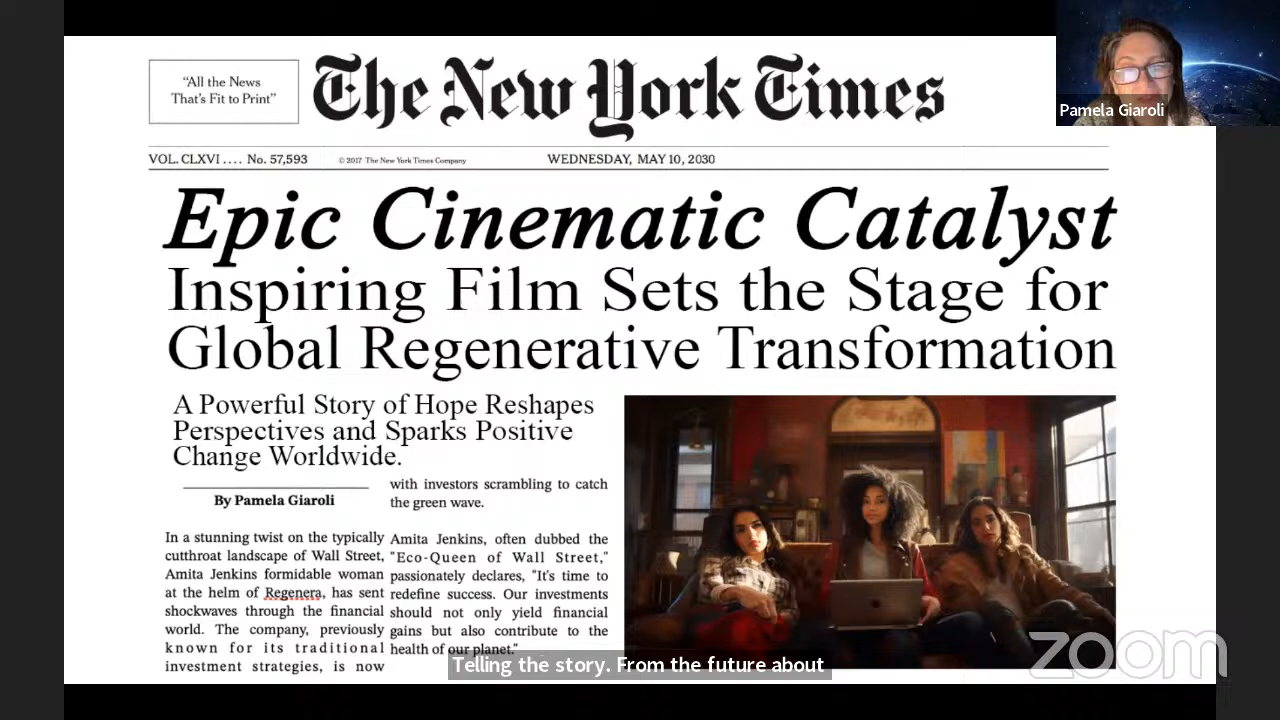 "All the News
That's Fit to Print"
The New York Times
Pamela Giaroli
VOL. CLXVI .... No. 57,593
© 2017 The New York Times Company
WEDNESDAY, MAY 10, 2030
Epic Cinematic Catalyst
Inspiring Film Sets the Stage for
Global Regenerative Transformation
A Powerful Story of Hope Reshapes
Perspectives and Sparks Positive
Change Worldwide.
By Pamela Giaroli
In a stunning twist on the typically
cutthroat landscape of Wall Street,
Amita Jenkins formidable woman
at the helm of Regenera, has sent
shockwaves through the financial
world. The company, previously
known for its traditional
investment strategies, is now
with investors scrambling to catch
the green wave.
Amita Jenkins, often dubbed the
"Eco-Queen of Wall Street,"
passionately declares, "It's time to
redefine success. Our investments
should not only yield financial
gains but also contribute to the
health of our planet."
Telling the story. From the future about
zoom